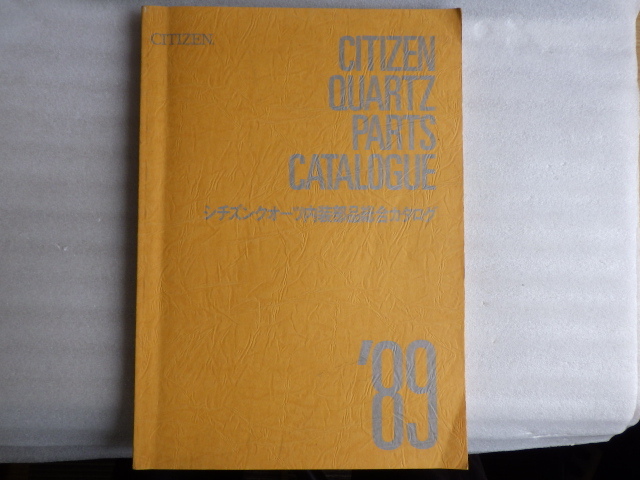 CITIZEN.
CITIZEN
QUARTZ
PARTS
CATALOGUE
シチズンクオーツ内装部品総合カタログ
'89